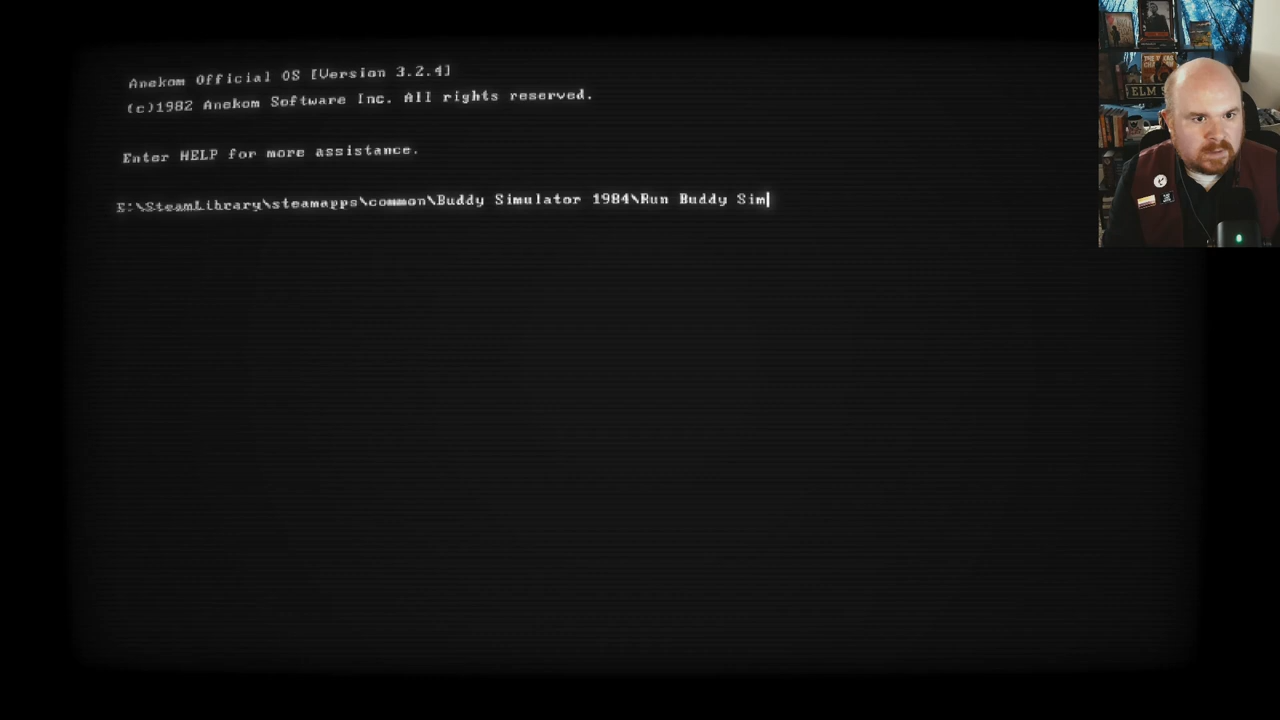 Anekom Official OS [Version 3.2.4]
(c)1982 Anekom Software Inc. All rights reserved.
Enter HELP for more assistance.
E:\SteamLibrary\steamapps\common\Buddy Simulator 1984\Run Buddy Sim
ELM S